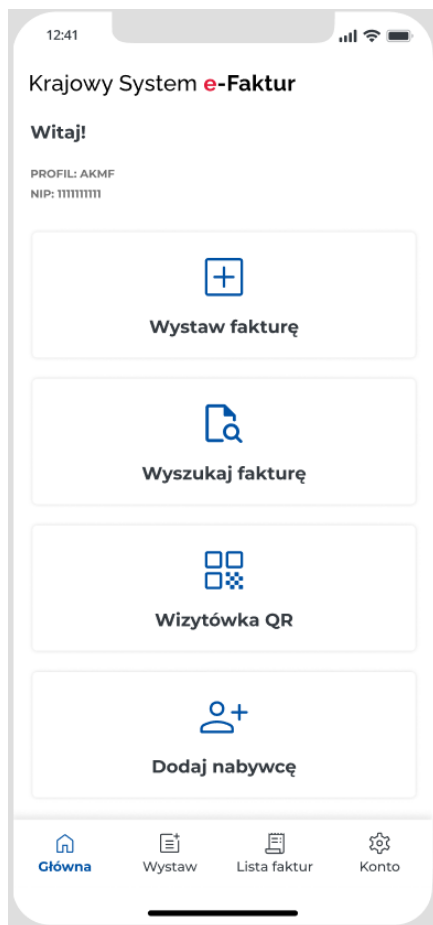 12:41
Krajowy System e-Faktur
Witaj!
PROFIL: AKMF
NIP: 1111111111
Wystaw fakturę
Wyszukaj fakturę
Wizytówka QR
Dodaj nabywcę
Główna Wystaw Lista faktur Konto